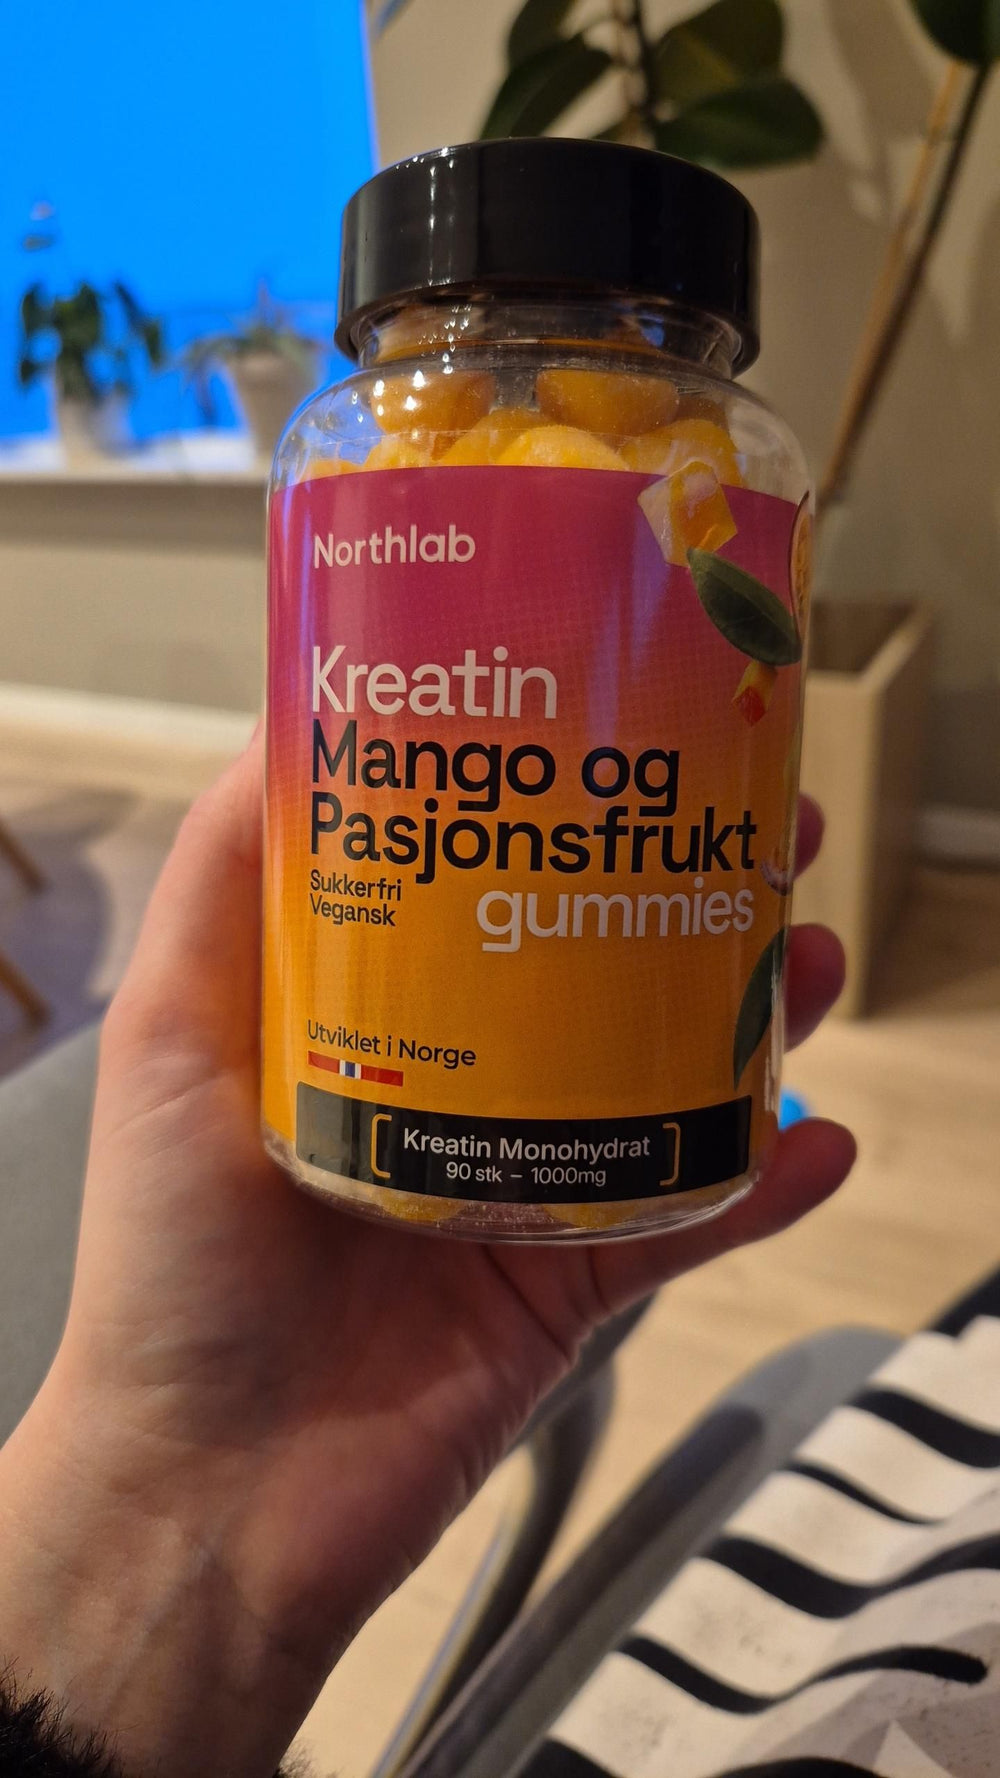 Northlab
Kreatin
Mango og
Pasjonsfrukt
Sukkerfri
Vegansk
gummies
Utviklet i Norge
Kreatin Monohydrat
90 stk – 1000mg